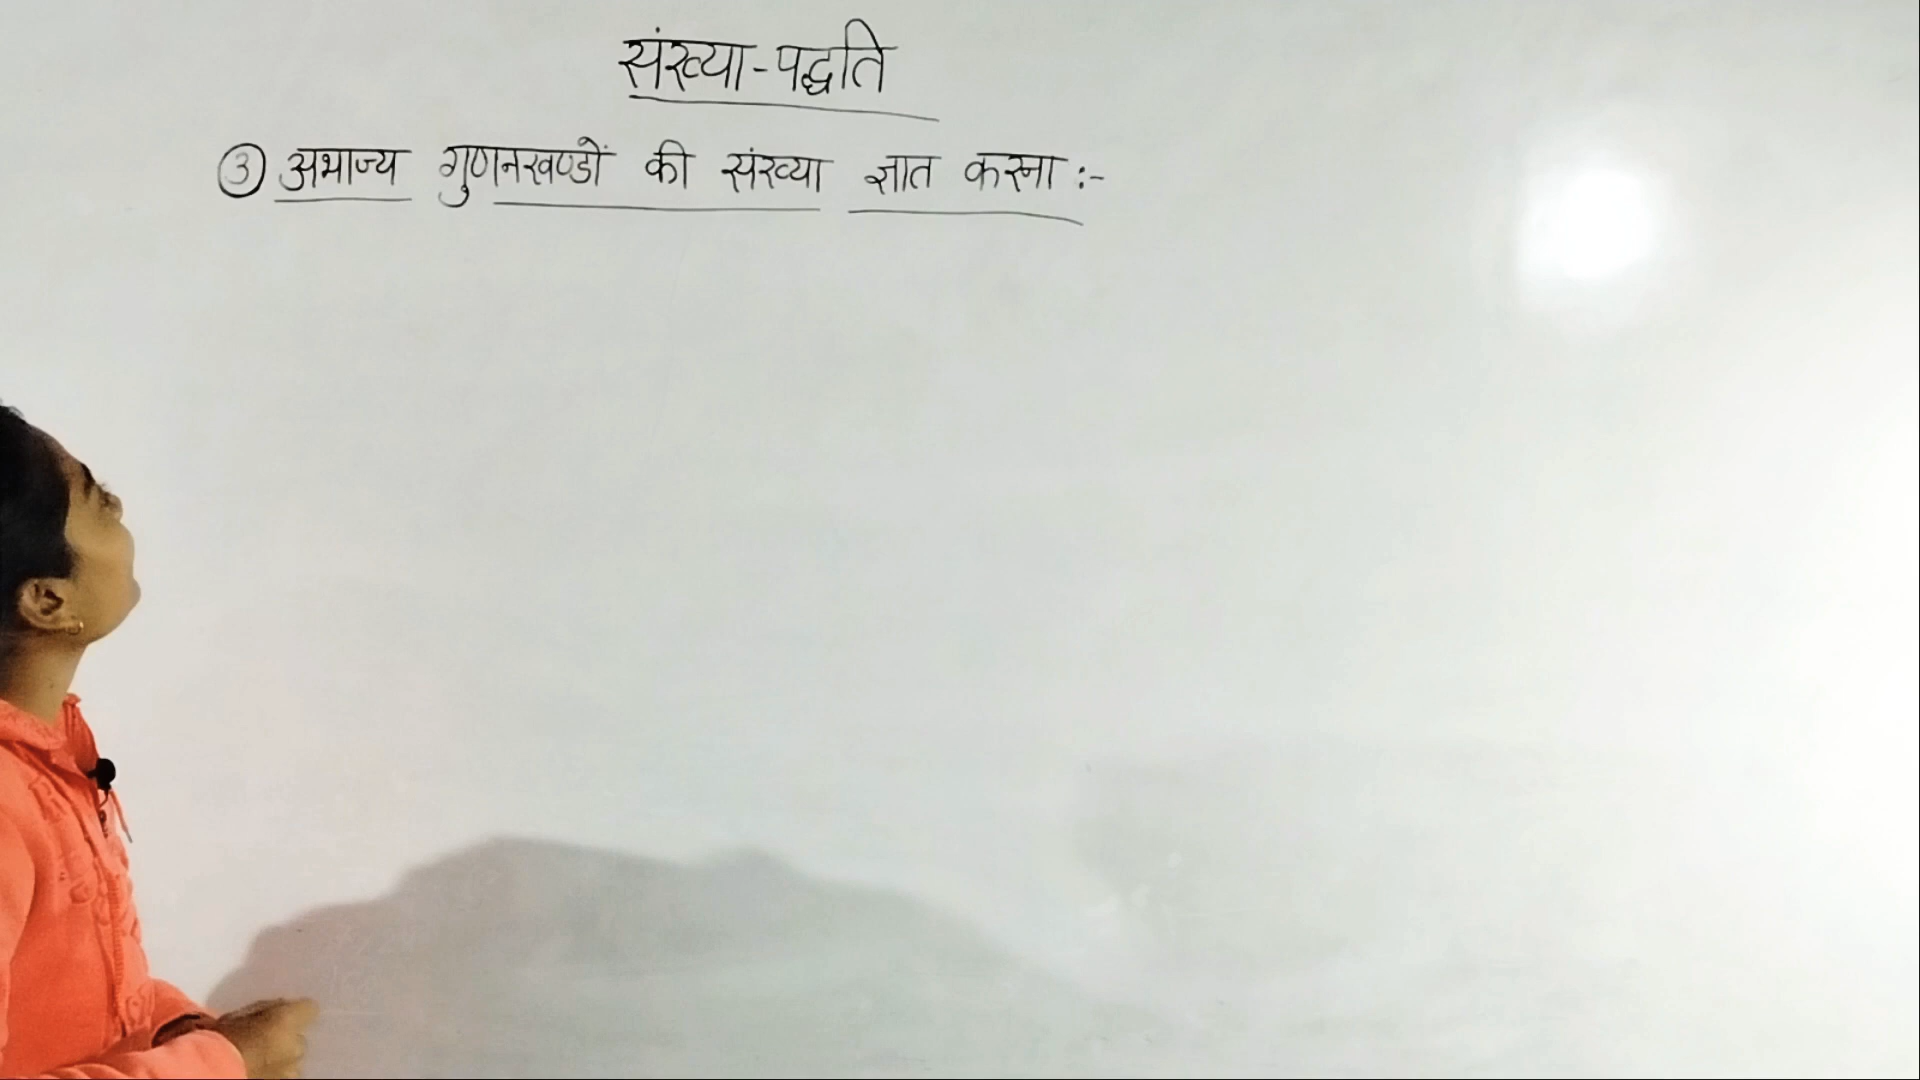 संख्या-पद्धति
③ अभाज्य गुणनखण्डों की संख्या ज्ञात करना :-